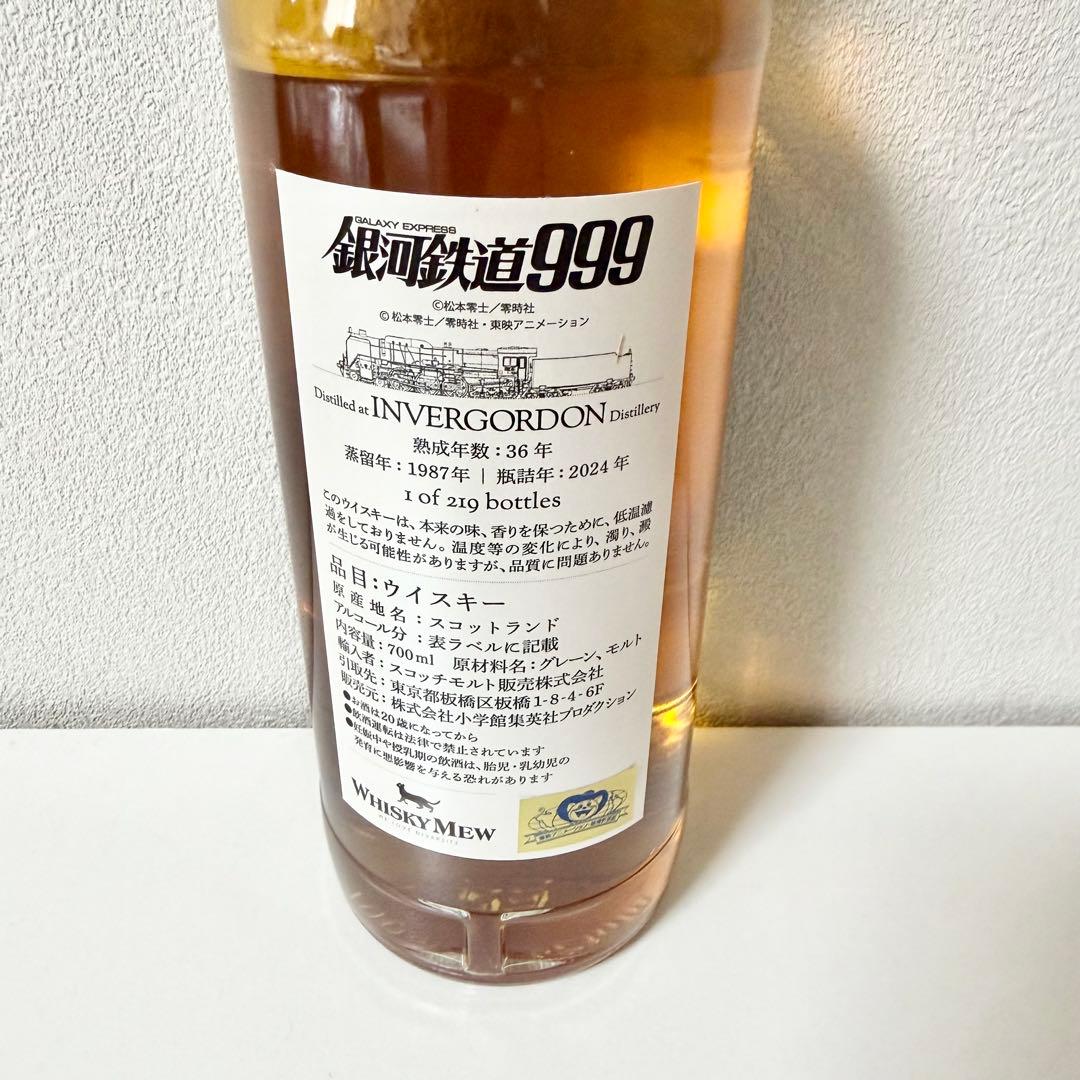 GALAXY EXPRESS
銀河鉄道999
©松本零士／零時社
©松本零士／零時社・東映アニメーション
Distilled at INVERGORDON Distillery
熟成年数：36年
蒸留年：1987年 | 瓶詰年：2024年
1 of 219 bottles
このウイスキーは、本来の味、香りを保つために、低温濾
過をしておりません。温度等の変化により、濁り、澱
が生じる可能性がありますが、品質に問題ありません。
品目：ウイスキー
原産地名：スコットランド
アルコール分：表ラベルに記載
内容量：700ml 原材料名：グレーン、モルト
輸入者：スコッチモルト販売株式会社
引取先：東京都板橋区板橋1-8-4-6F
販売元：株式会社小学館集英社プロダクション
●お酒は20歳になってから
●飲酒運転は法律で禁止されています
●妊娠中や授乳期の飲酒は、胎児・乳幼児の
発育に悪影響を与える恐れがあります
WHISKY MEW
WE LOVE DIVERSITY